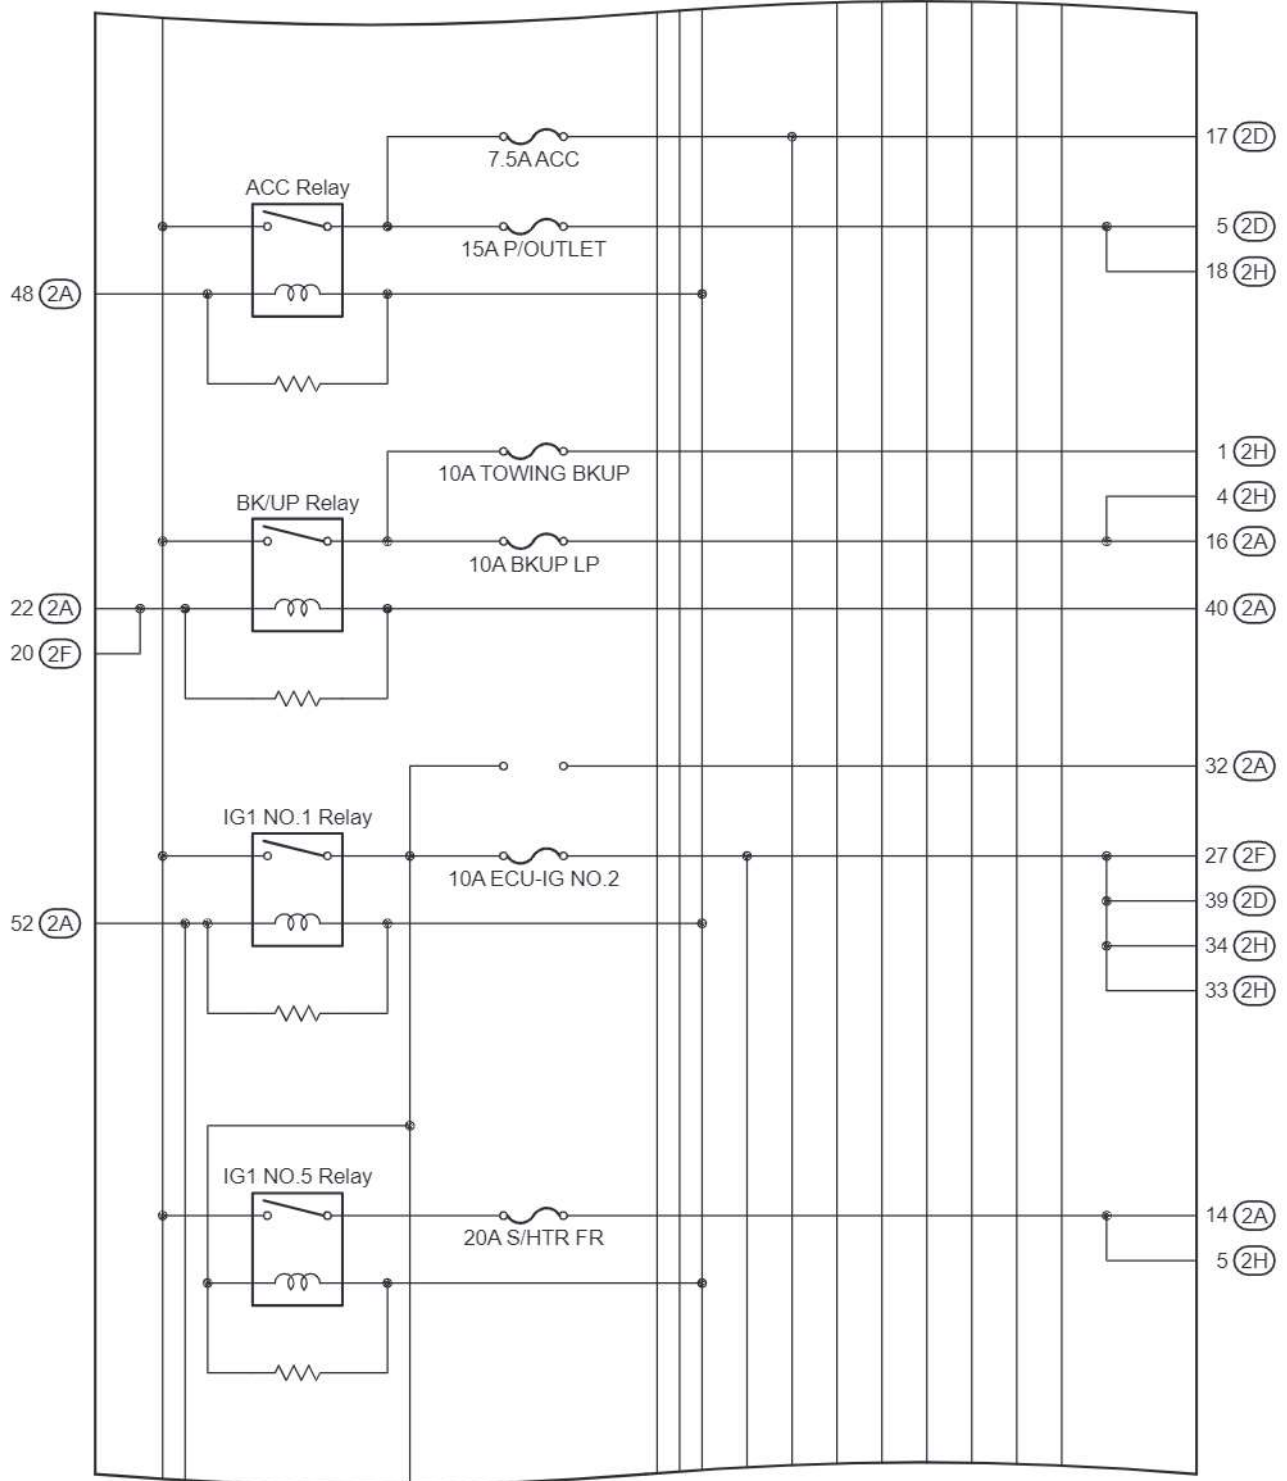 7.5A ACC
17 2D
ACC Relay
5 2D
15A P/OUTLET
18 2H
48 2A
1 2H
10A TOWING BKUP
4 2H
BK/UP Relay
16 2A
10A BKUP LP
22 2A
40 2A
20 2F
32 2A
IG1 NO.1 Relay
27 2F
10A ECU-IG NO.2
39 2D
52 2A
34 2H
33 2H
IG1 NO.5 Relay
14 2A
20A S/HTR FR
5 2H